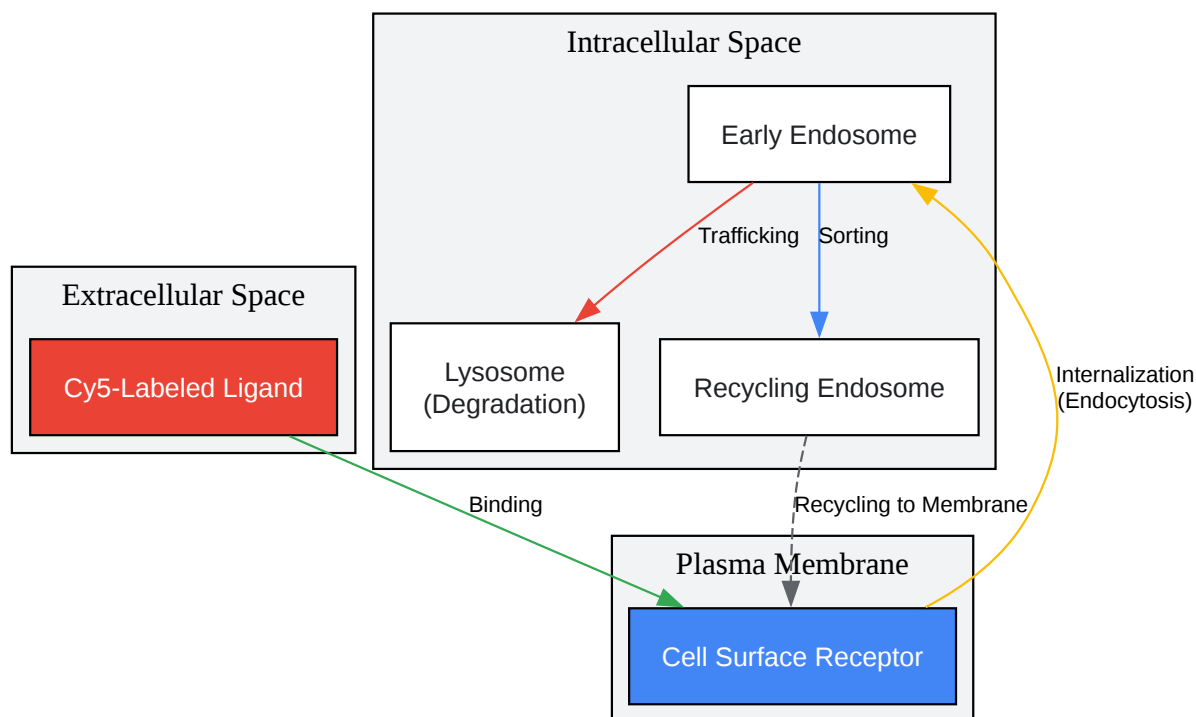 Intracellular Space
Early Endosome
Trafficking
Sorting
Extracellular Space
Cy5-Labeled Ligand
Lysosome
(Degradation)
Recycling Endosome
Internalization
(Endocytosis)
Binding
Recycling to Membrane
Plasma Membrane
Cell Surface Receptor